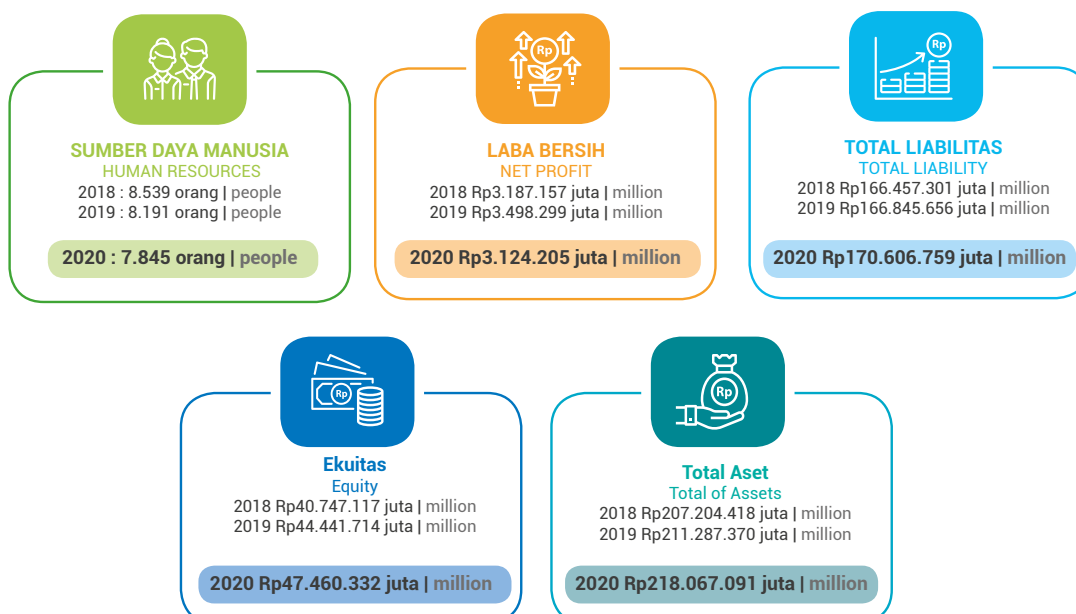 Rp
Rp
SUMBER DAYA MANUSIA
HUMAN RESOURCES
2018 : 8.539 orang | people
2019 : 8.191 orang | people
2020 : 7.845 orang | people
LABA BERSIH
NET PROFIT
2018 Rp3.187.157 juta | million
2019 Rp3.498.299 juta | million
2020 Rp3.124.205 juta | million
TOTAL LIABILITAS
TOTAL LIABILITY
2018 Rp166.457.301 juta | million
2019 Rp166.845.656 juta | million
2020 Rp170.606.759 juta | million
Rp
Rp
Ekuitas
Equity
2018 Rp40.747.117 juta | million
2019 Rp44.441.714 juta | million
2020 Rp47.460.332 juta | million
Total Aset
Total of Assets
2018 Rp207.204.418 juta | million
2019 Rp211.287.370 juta | million
2020 Rp218.067.091 juta | million